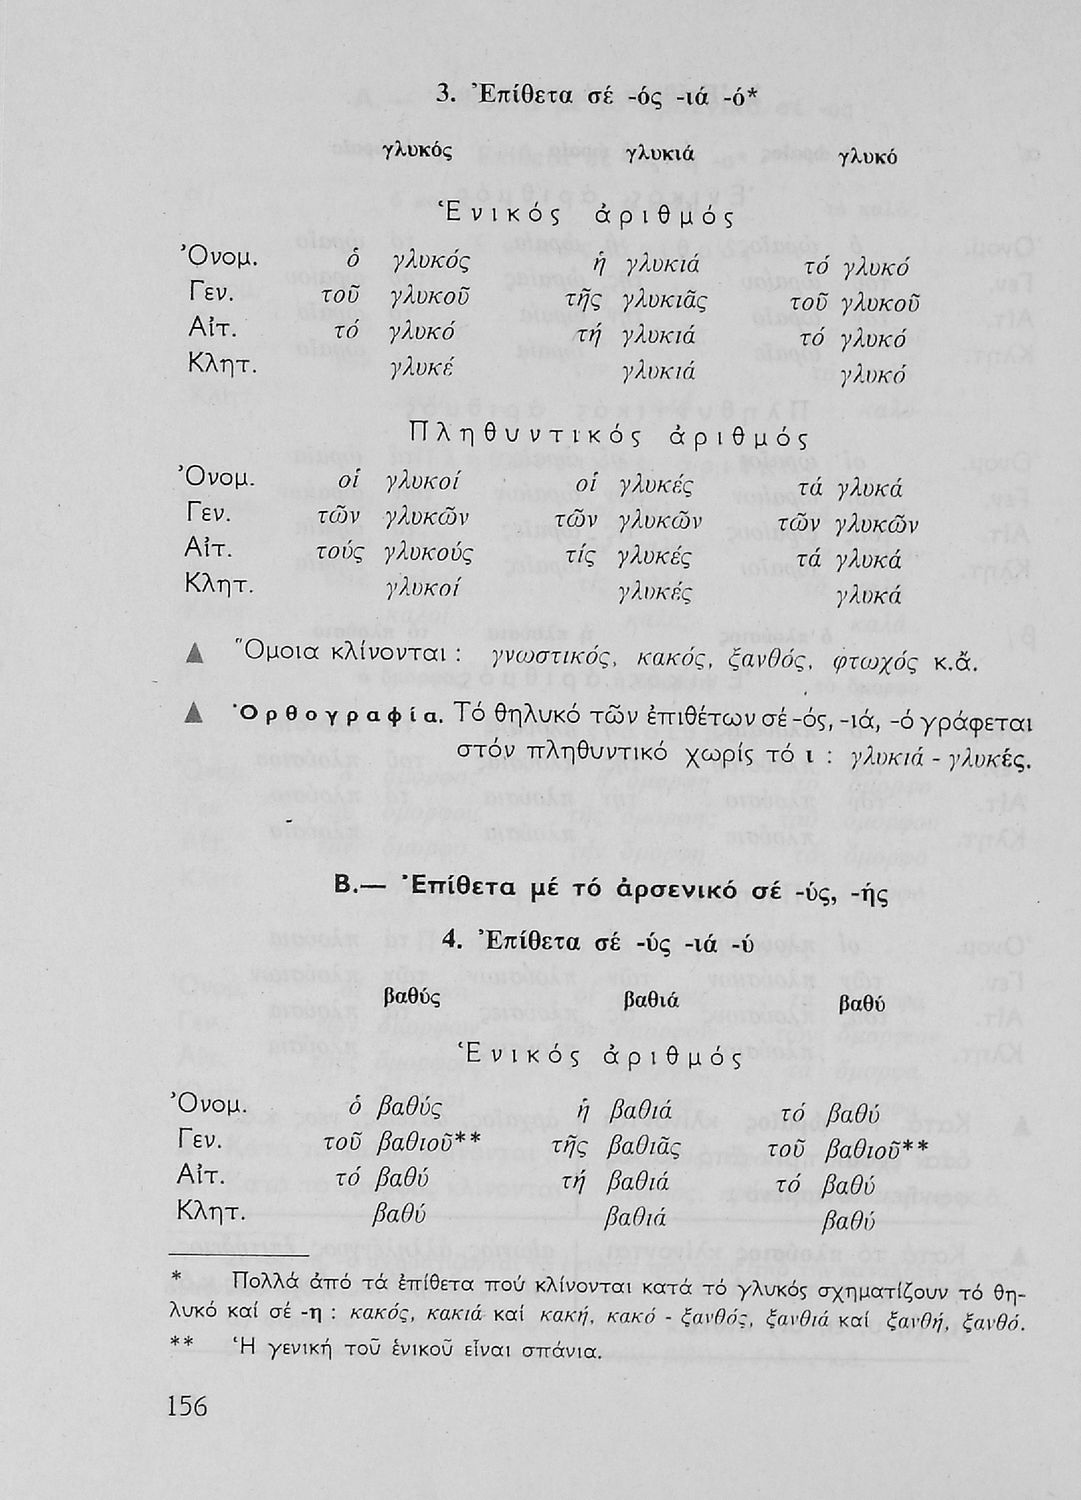 3. Ἐπίθετα σέ -ός -ιά -ό*
γλυκός γλυκιά γλυκό
Ἑνικός ἀριθμός
Ὀνομ. ὁ γλυκός ἡ γλυκιά τό γλυκό
Γεν. τοῦ γλυκοῦ τῆς γλυκιᾶς τοῦ γλυκοῦ
Αἰτ. τό γλυκό τή γλυκιά τό γλυκό
Κλητ. γλυκέ γλυκιά γλυκό
Πληθυντικός ἀριθμός
Ὀνομ. οἱ γλυκοί οἱ γλυκές τά γλυκά
Γεν. τῶν γλυκῶν τῶν γλυκῶν τῶν γλυκῶν
Αἰτ. τούς γλυκούς τίς γλυκές τά γλυκά
Κλητ. γλυκοί γλυκές γλυκά
▲ Ὅμοια κλίνονται : γνωστικός, κακός, ξανθός, φτωχός κ.ἄ.
▲ Ὀρθογραφία. Τό θηλυκό τῶν ἐπιθέτων σέ -ός, -ιά, -ό γράφεται
στόν πληθυντικό χωρίς τό ι : γλυκιά - γλυκές.
Β.— Ἐπίθετα μέ τό ἀρσενικό σέ -ύς, -ής
4. Ἐπίθετα σέ -ύς -ιά -ύ
βαθύς βαθιά βαθύ
Ἑνικός ἀριθμός
Ὀνομ. ὁ βαθύς ἡ βαθιά τό βαθύ
Γεν. τοῦ βαθιοῦ** τῆς βαθιᾶς τοῦ βαθιοῦ**
Αἰτ. τό βαθύ τή βαθιά τό βαθύ
Κλητ. βαθύ βαθιά βαθύ
* Πολλά ἀπό τά ἐπίθετα πού κλίνονται κατά τό γλυκός σχηματίζουν τό θη-
λυκό καί σέ -η : κακός, κακιά καί κακή, κακό - ξανθός, ξανθιά καί ξανθή, ξανθό.
** Ἡ γενική τοῦ ἑνικοῦ εἶναι σπάνια.
156